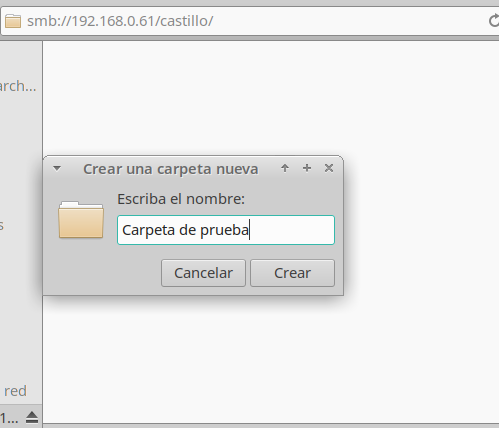 smb://192.168.0.61/castillo/
arch...
Crear una carpeta nueva
Escriba el nombre:
Carpeta de prueba
Cancelar
Crear
s
red
1...